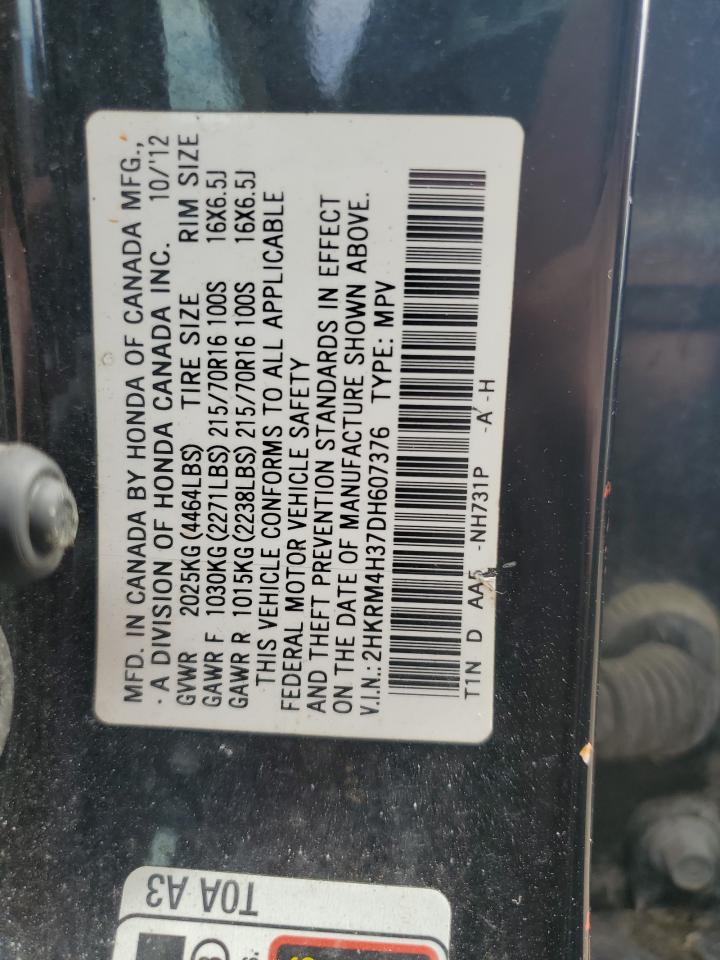 MFD. IN CANADA BY HONDA OF CANADA MFG.,
· A DIVISION OF HONDA CANADA INC. 10/'12
GVWR 2025KG(4464LBS) TIRE SIZE RIM SIZE
GAWR F 1030KG(2271LBS)215/70R16 100S 16X6.5J
GAWR R 1015KG(2238LBS)215/70R16 100S 16X6.5J
THIS VEHICLE CONFORMS TO ALL APPLICABLE
FEDERAL MOTOR VEHICLE SAFETY
AND THEFT PREVENTION STANDARDS IN EFFECT
ON THE DATE OF MANUFACTURE SHOWN ABOVE.
V.I.N.:2HKRM4H37DH607376 TYPE: MPV
T1N D AA5 -NH731P -A -H
T0A A3